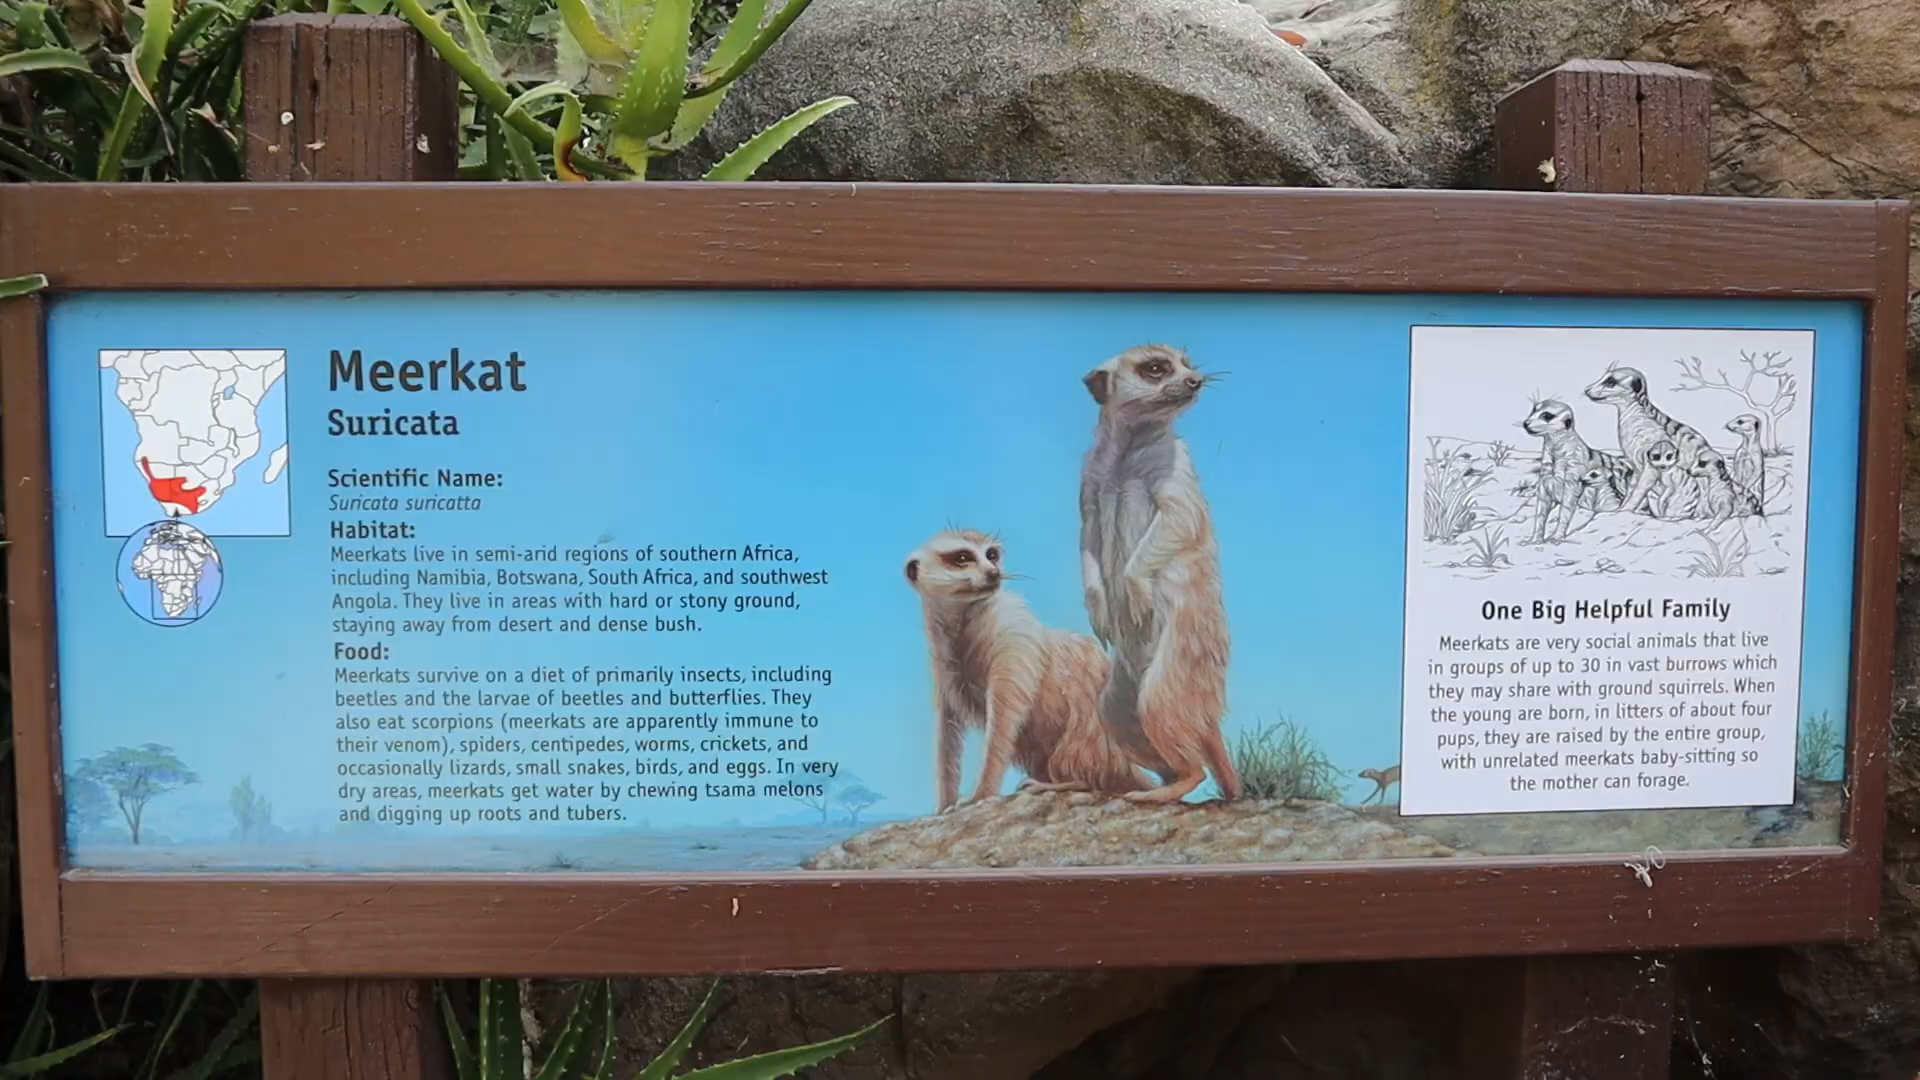 Meerkat
Suricata
Scientific Name:
Suricata suricatta
Habitat:
Meerkats live in semi-arid regions of southern Africa,
including Namibia, Botswana, South Africa, and southwest
Angola. They live in areas with hard or stony ground,
staying away from desert and dense bush.
Food:
Meerkats survive on a diet of primarily insects, including
beetles and the larvae of beetles and butterflies. They
also eat scorpions (meerkats are apparently immune to
their venom), spiders, centipedes, worms, crickets, and
occasionally lizards, small snakes, birds, and eggs. In very
dry areas, meerkats get water by chewing tsama melons
and digging up roots and tubers.
One Big Helpful Family
Meerkats are very social animals that live
in groups of up to 30 in vast burrows which
they may share with ground squirrels. When
the young are born, in litters of about four
pups, they are raised by the entire group,
with unrelated meerkats baby-sitting so
the mother can forage.